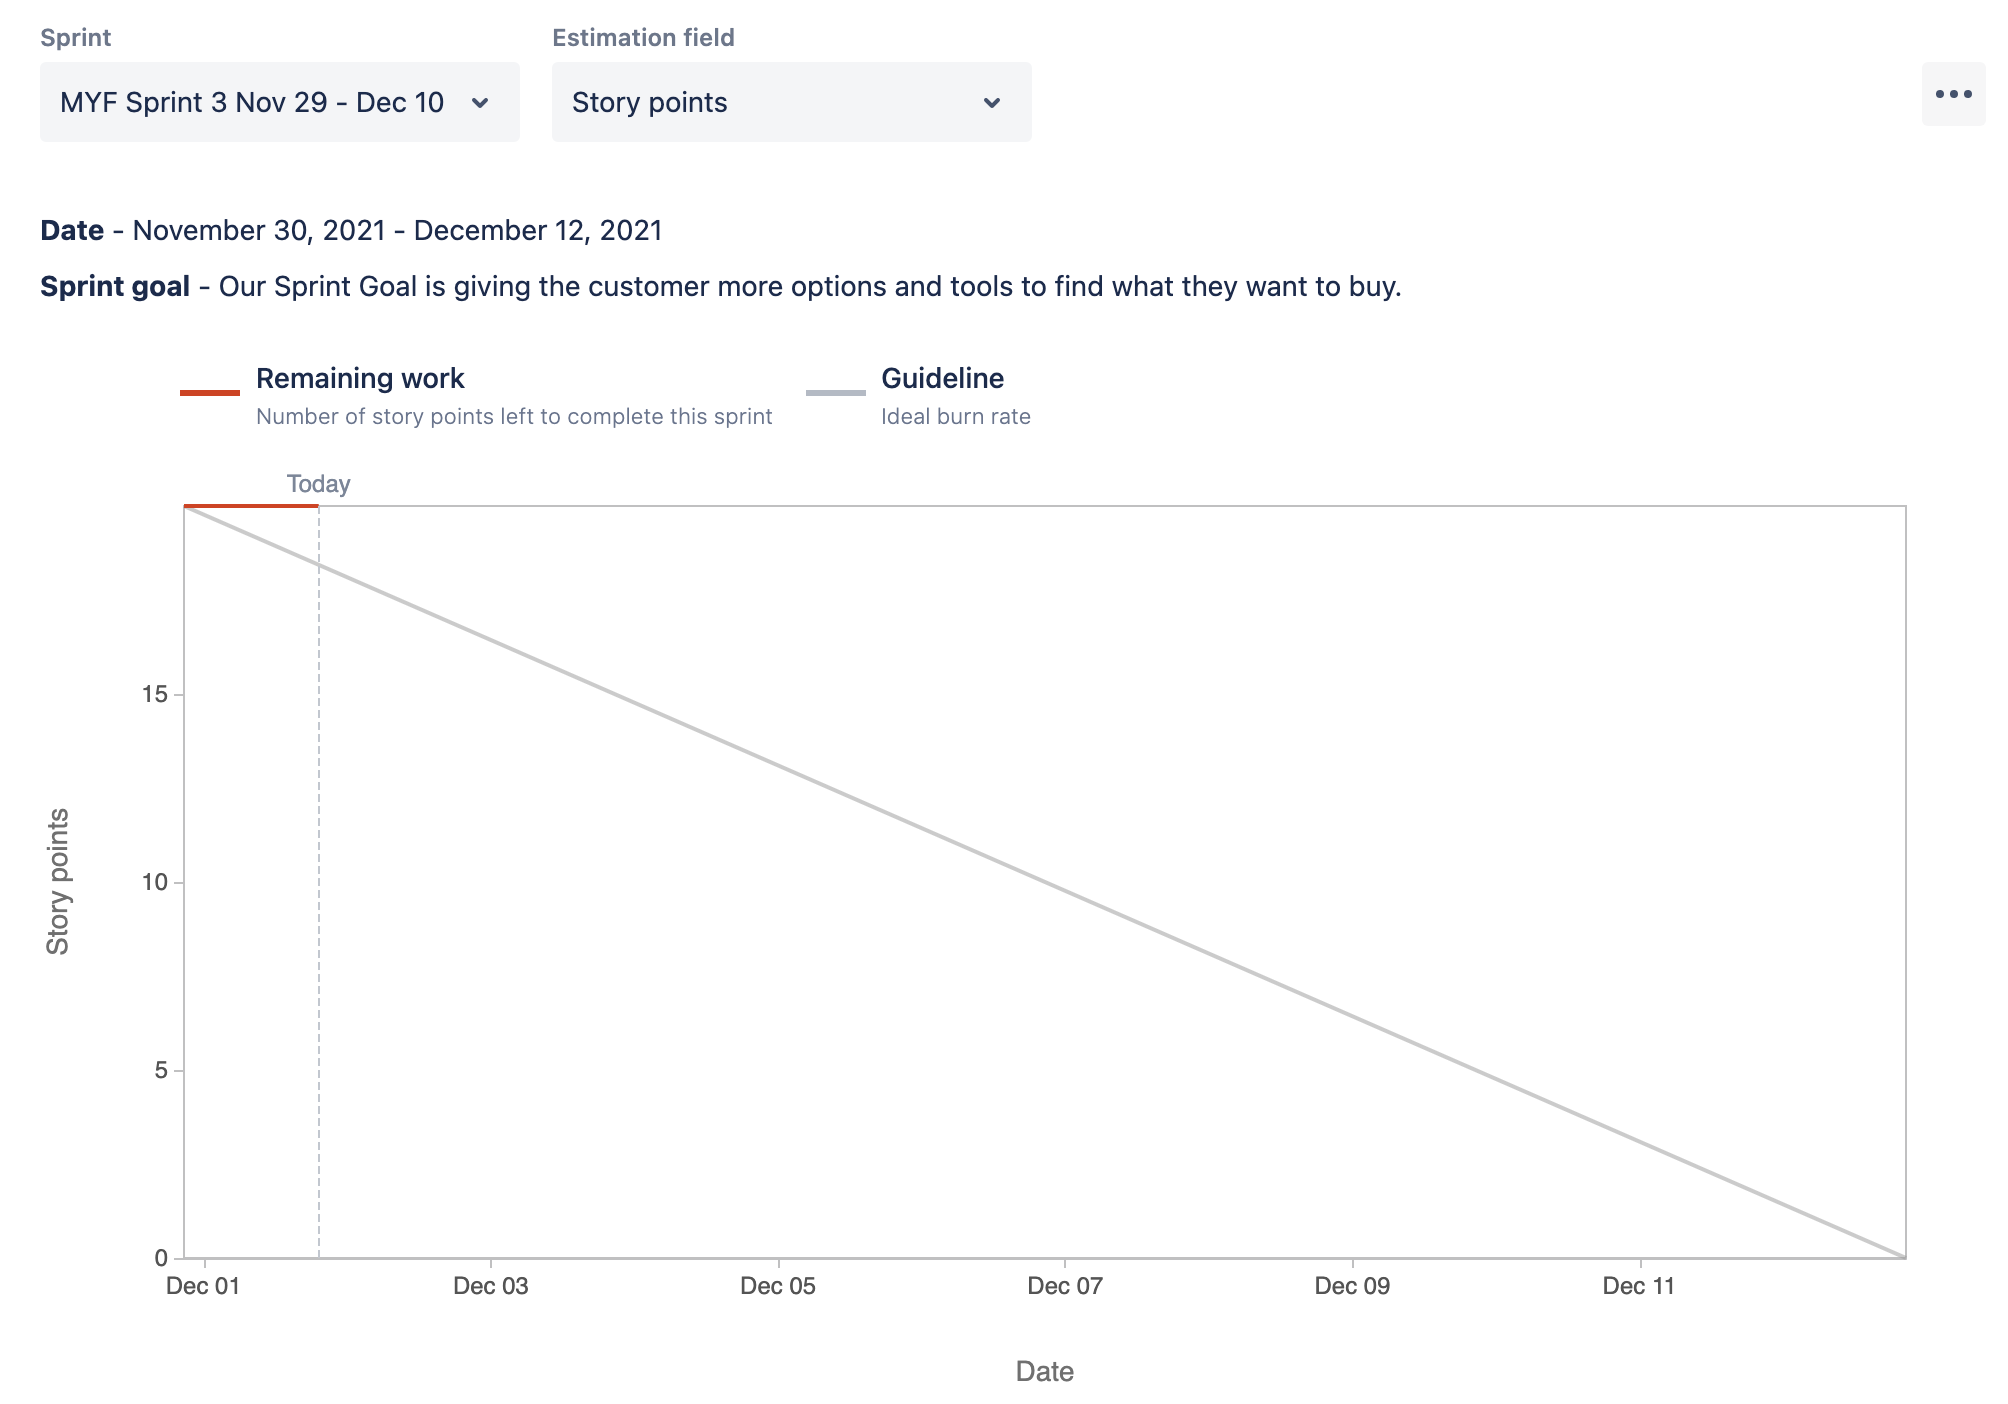 Sprint
Estimation field
MYF Sprint 3 Nov 29 - Dec 10
Story points
Date - November 30, 2021 - December 12, 2021
Sprint goal - Our Sprint Goal is giving the customer more options and tools to find what they want to buy.
Remaining work
Number of story points left to complete this sprint
Guideline
Ideal burn rate
Today
15
10
5
0
Story points
Dec 01
Dec 03
Dec 05
Dec 07
Dec 09
Dec 11
Date